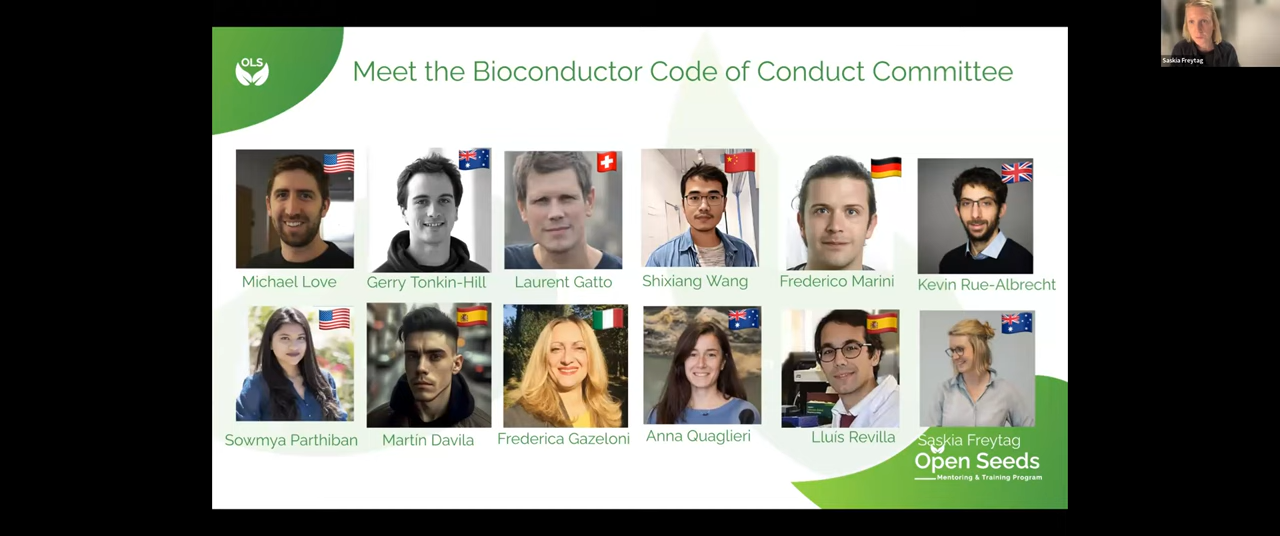 OLS
Meet the Bioconductor Code of Conduct Committee
Saskia Freytag
Michael Love
Gerry Tonkin-Hill
Laurent Gatto
Shixiang Wang
Frederico Marini
Kevin Rue-Albrecht
Sowmya Parthiban
Martín Davila
Frederica Gazeloni
Anna Quaglieri
Lluís Revilla
Saskia Freytag
Open Seeds
Mentoring & Training Program